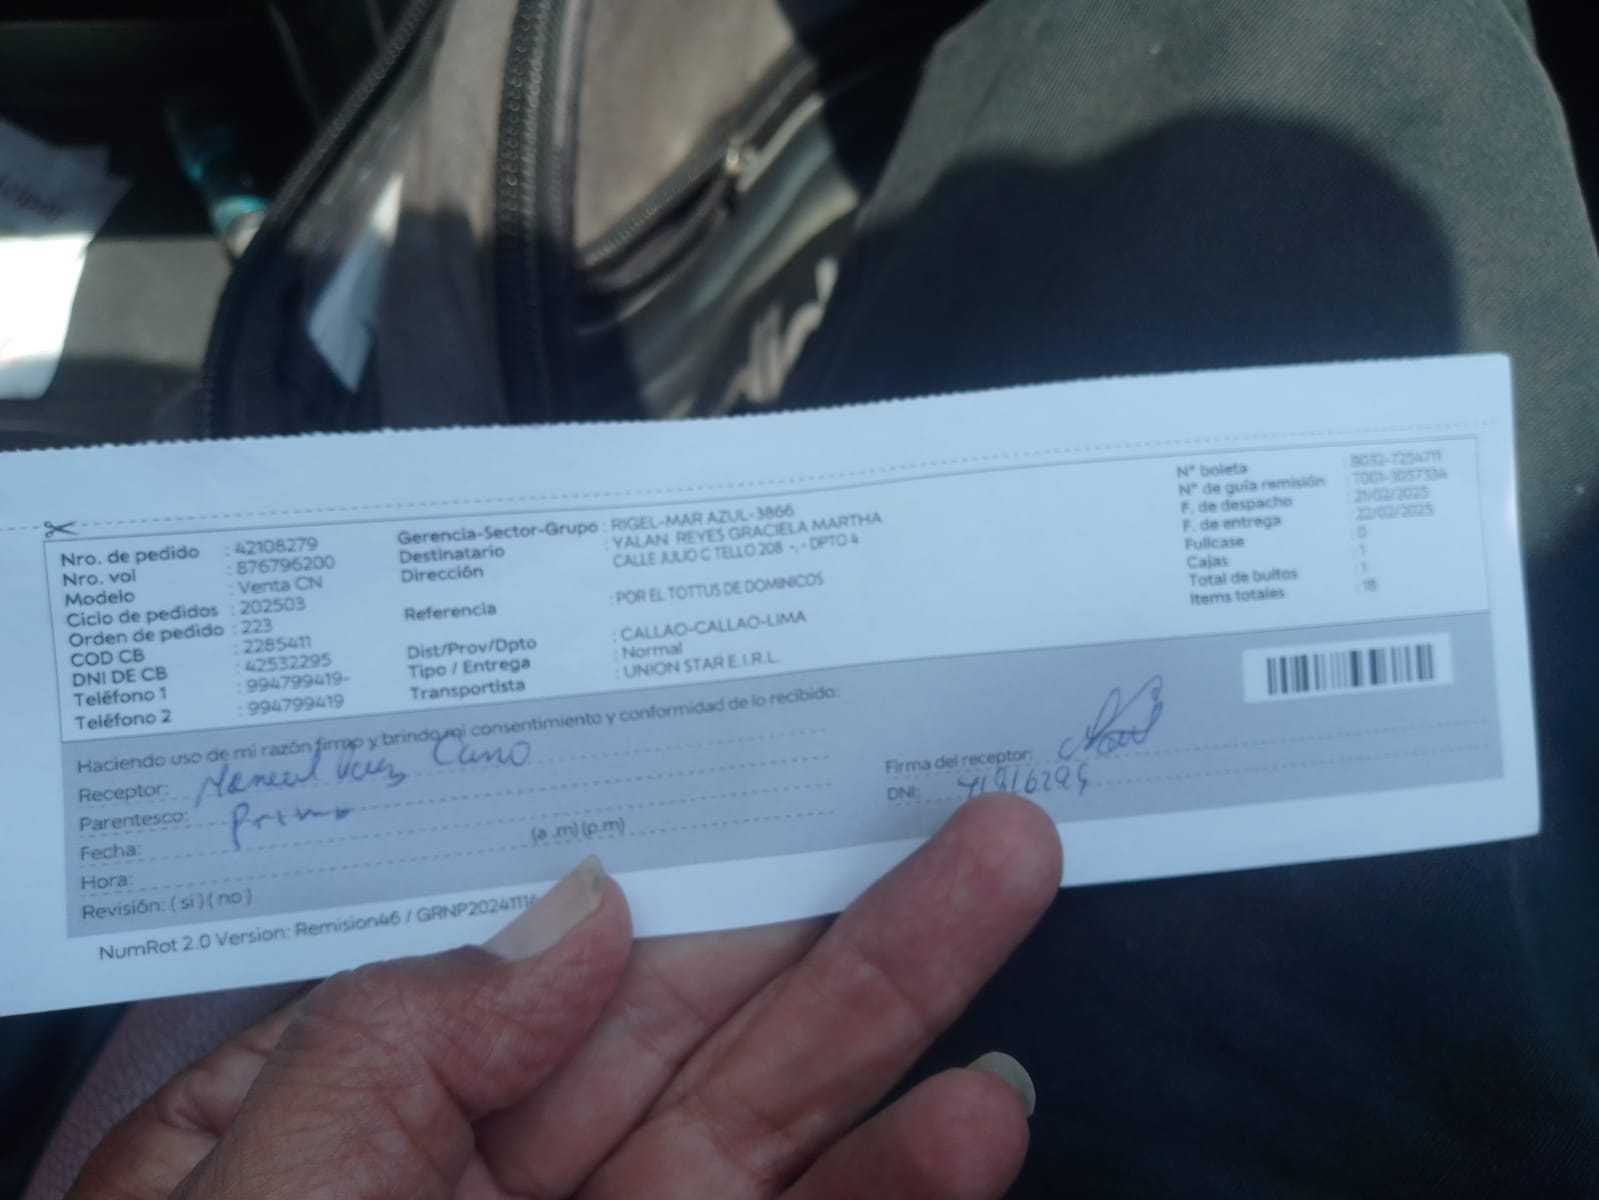 Nro. de pedido : 42108279
Nro. vol : 876796200
Modelo : Venta CN
Ciclo de pedidos : 202503
Orden de pedido : 223
COD CB : 2285411
DNI DE CB : 42532295
Teléfono 1 : 994799419-
Teléfono 2 : 994799419
Gerencia-Sector-Grupo : RIGEL-MAR AZUL-3866
Destinatario : YALAN REYES GRACIELA MARTHA
Dirección CALLE JULIO C TELLO 208 -, - DPTO 4
Referencia : POR EL TOTTUS DE DOMINICOS
Dist/Prov/Dpto : CALLAO-CALLAO-LIMA
Tipo / Entrega : Normal
Transportista : UNION STAR E.I.R.L.
N° boleta : B032-7254711
N° de guía remisión : T001-3057334
F. de despacho : 21/02/2025
F. de entrega : 22/02/2025
Fullcase : 0
Cajas : 1
Total de bultos : 1
Items totales : 18
Haciendo uso de mi razón firmo y brindo mi consentimiento y conformidad de lo recibido:
Receptor: Manuel Cano
Parentesco: Primo
Fecha:
Hora: (a .m) (p.m)
Revisión: ( si ) ( no )
Firma del receptor:
DNI:
NumRot 2.0 Version: Remision46 / GRNP2024111